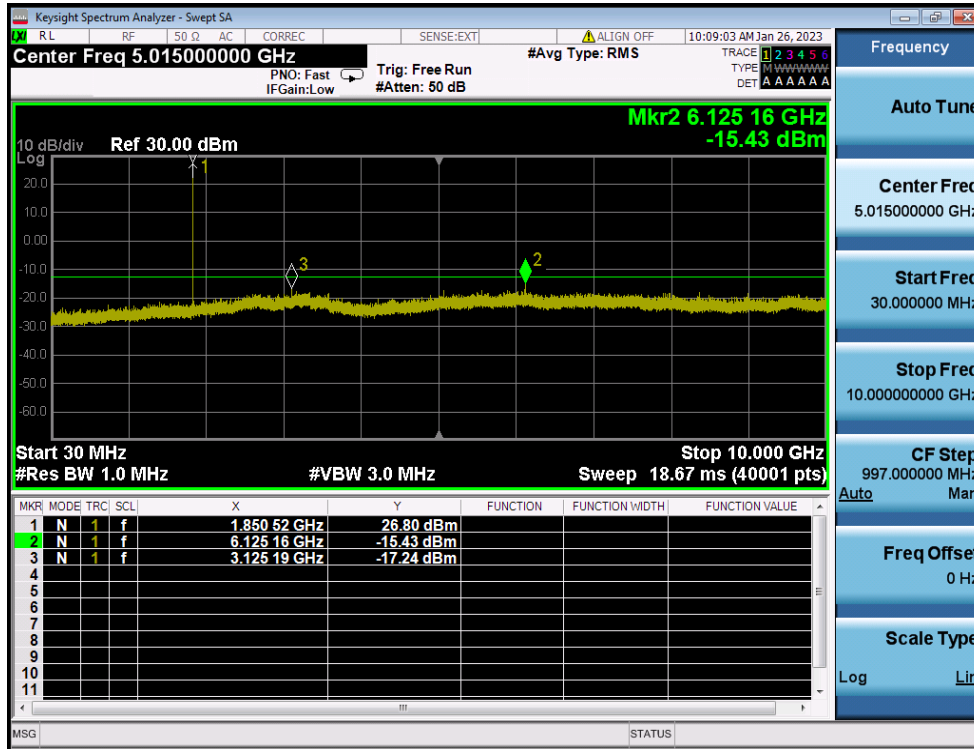 Keysight Spectrum Analyzer - Swept SA
LXI RL RF 50 Ω AC CORREC SENSE:EXT ALIGN OFF 10:09:03 AM Jan 26, 2023
Center Freq 5.015000000 GHz
PNO: Fast
IFGain:Low
Trig: Free Run
#Atten: 50 dB
#Avg Type: RMS
TRACE 1 2 3 4 5 6
TYPE M W W W W W
DET A A A A A A
Mkr2 6.125 16 GHz
-15.43 dBm
10 dB/div Ref 30.00 dBm
Log
1
20.0
10.0
0.00
-10.0
3
2
-20.0
-30.0
-40.0
-50.0
-60.0
Start 30 MHz Stop 10.000 GHz
#Res BW 1.0 MHz #VBW 3.0 MHz Sweep 18.67 ms (40001 pts)
MKR MODE TRC SCL X Y FUNCTION FUNCTION WIDTH FUNCTION VALUE
1 N 1 f 1.850 52 GHz 26.80 dBm
2 N 1 f 6.125 16 GHz -15.43 dBm
3 N 1 f 3.125 19 GHz -17.24 dBm
4
5
6
7
8
9
10
11
MSG STATUS
Frequency
Auto Tune
Center Freq
5.015000000 GHz
Start Freq
30.000000 MHz
Stop Freq
10.000000000 GHz
CF Step
997.000000 MHz
Auto Man
Freq Offset
0 Hz
Scale Type
Log Lin